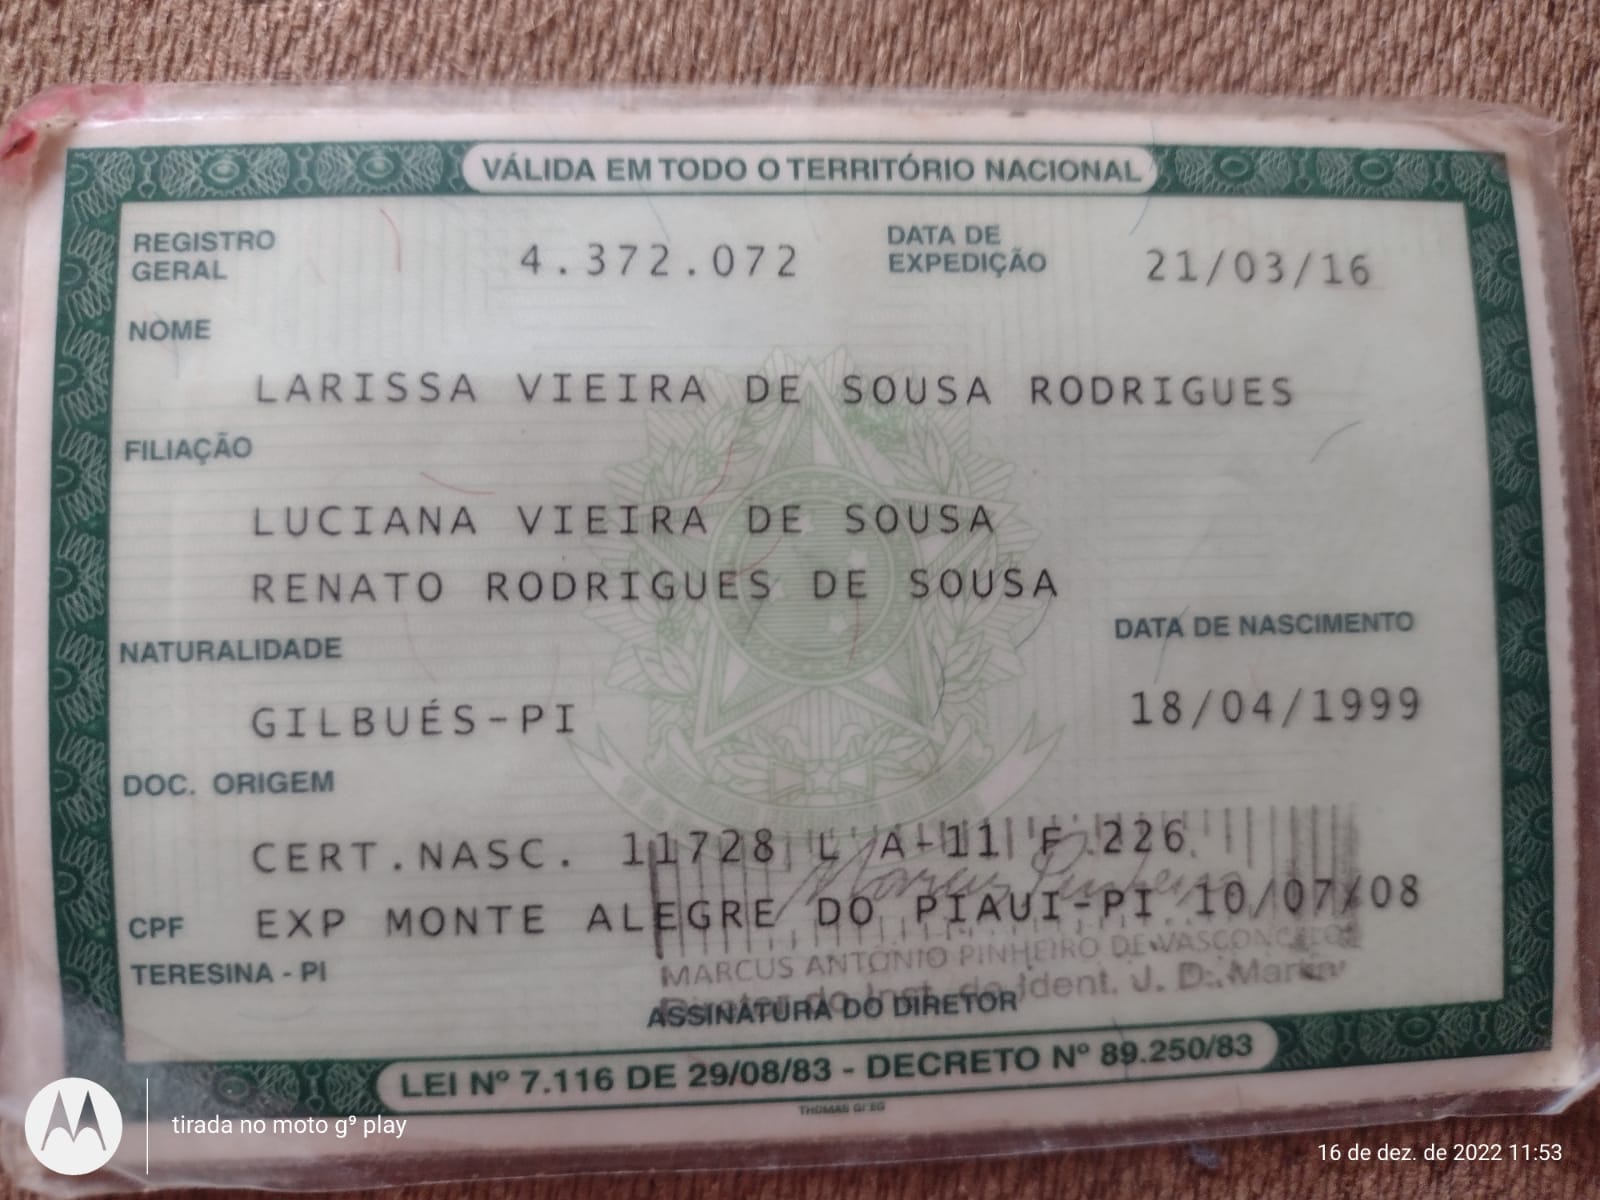 VÁLIDA EM TODO O TERRITÓRIO NACIONAL
REGISTRO GERAL 4.372.072 DATA DE EXPEDIÇÃO 21/03/16
NOME
LARISSA VIEIRA DE SOUSA RODRIGUES
FILIAÇÃO
LUCIANA VIEIRA DE SOUSA
RENATO RODRIGUES DE SOUSA
NATURALIDADE DATA DE NASCIMENTO
GILBUÉS-PI 18/04/1999
DOC. ORIGEM
CERT.NASC. 11728 L A-11 F 226
CPF EXP MONTE ALEGRE DO PIAUI-PI 10/07/08
MARCUS ANTÔNIO PINHEIRO DE VASCONCELOS
TERESINA - PI
Diretor do Inst. de Ident. J. D.
ASSINATURA DO DIRETOR
LEI Nº 7.116 DE 29/08/83 - DECRETO Nº 89.250/83
THOMAS GREG
tirada no moto g⁹ play
16 de dez. de 2022 11:53